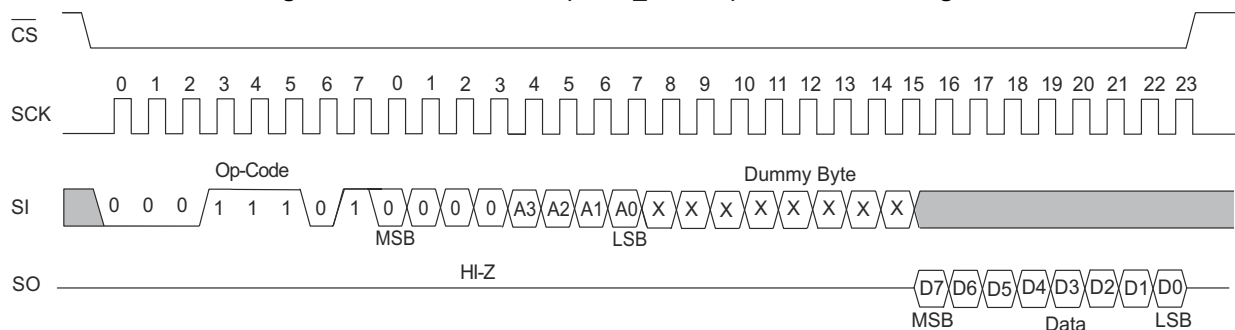 CS
0 1 2 3 4 5 6 7 0 1 2 3 4 5 6 7 8 9 10 11 12 13 14 15 16 17 18 19 20 21 22 23
SCK
Op-Code
Dummy Byte
SI
0 0 0 1 1 1 0 1 0 0 0 0 A3 A2 A1 A0 X X X X X X X X
MSB
LSB
HI-Z
SO
D7 D6 D5 D4 D3 D2 D1 D0
MSB
Data
LSB